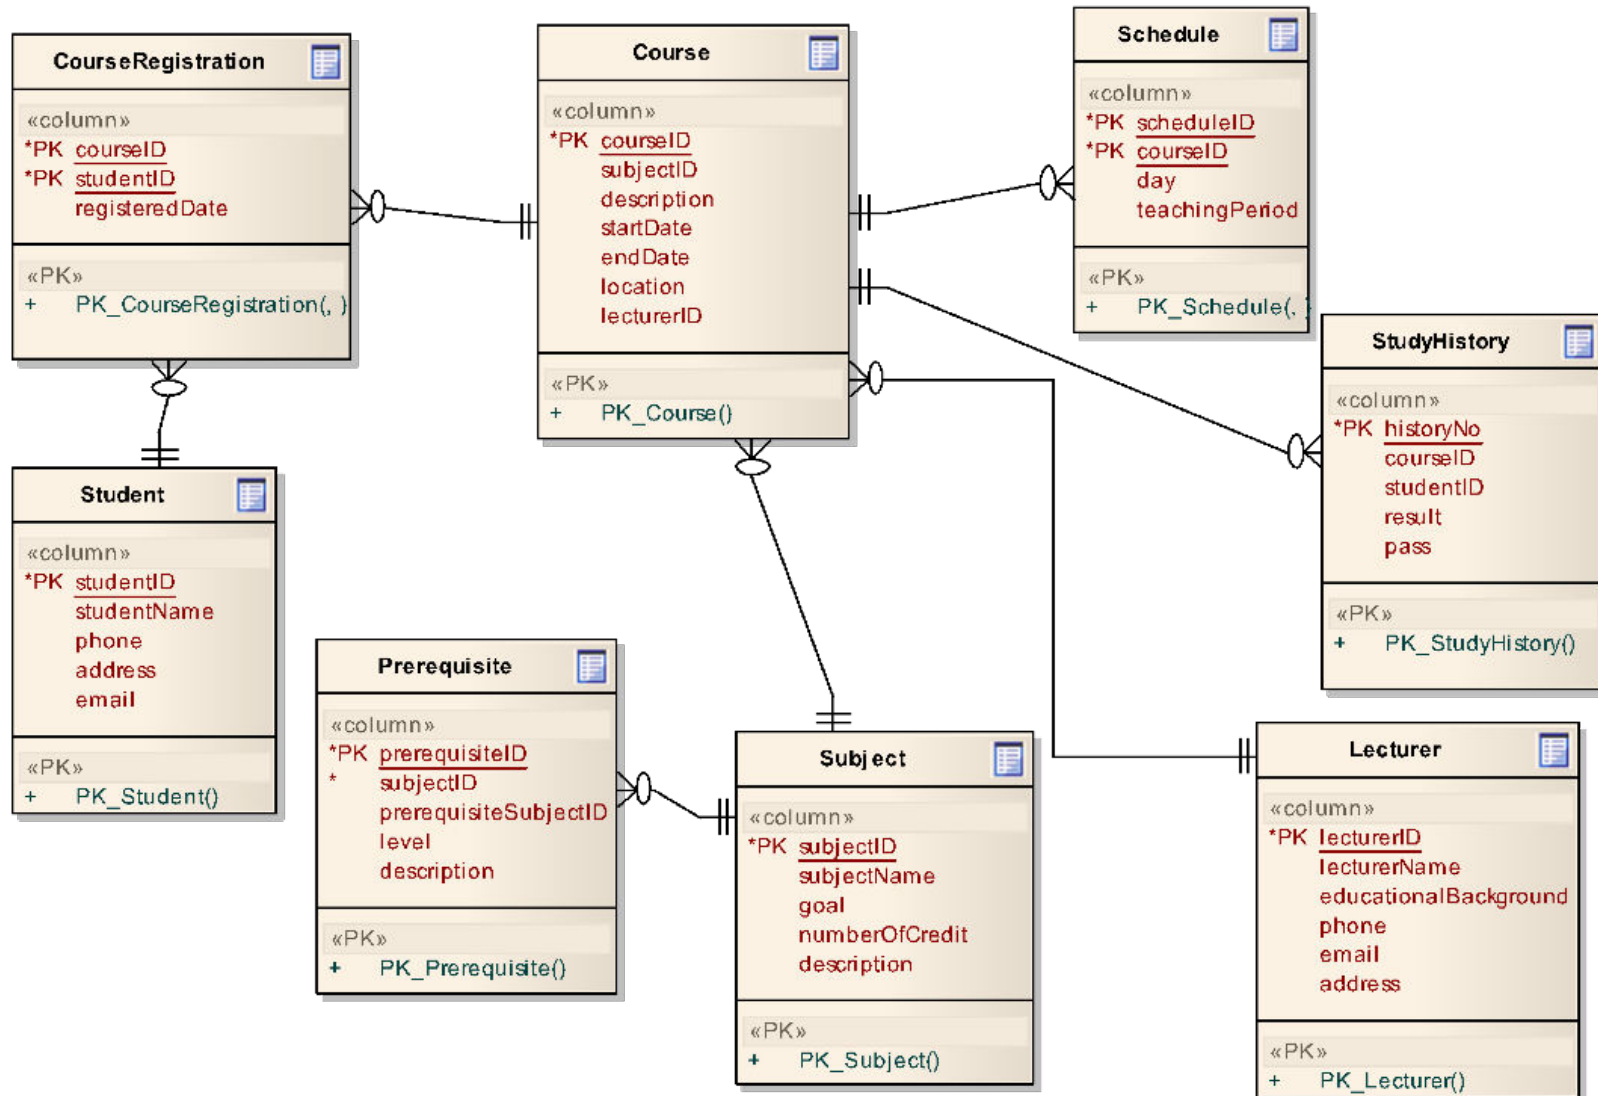 CourseRegistration
«column»
*PK courseID
*PK studentID
registeredDate
«PK»
+ PK_CourseRegistration(, )
Course
«column»
*PK courseID
subjectID
description
startDate
endDate
location
lecturerID
«PK»
+ PK_Course()
Schedule
«column»
*PK scheduleID
*PK courseID
day
teachingPeriod
«PK»
+ PK_Schedule(, )
StudyHistory
«column»
*PK historyNo
courseID
studentID
result
pass
«PK»
+ PK_StudyHistory()
Student
«column»
*PK studentID
studentName
phone
address
email
«PK»
+ PK_Student()
Prerequisite
«column»
*PK prerequisiteID
* subjectID
prerequisiteSubjectID
level
description
«PK»
+ PK_Prerequisite()
Subject
«column»
*PK subjectID
subjectName
goal
numberOfCredit
description
«PK»
+ PK_Subject()
Lecturer
«column»
*PK lecturerID
lecturerName
educationalBackground
phone
email
address
«PK»
+ PK_Lecturer()